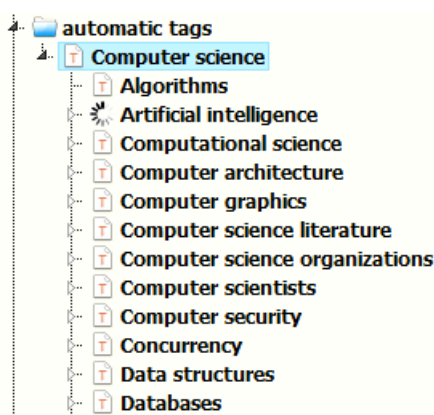 automatic tags
Computer science
Algorithms
Artificial intelligence
Computational science
Computer architecture
Computer graphics
Computer science literature
Computer science organizations
Computer scientists
Computer security
Concurrency
Data structures
Databases